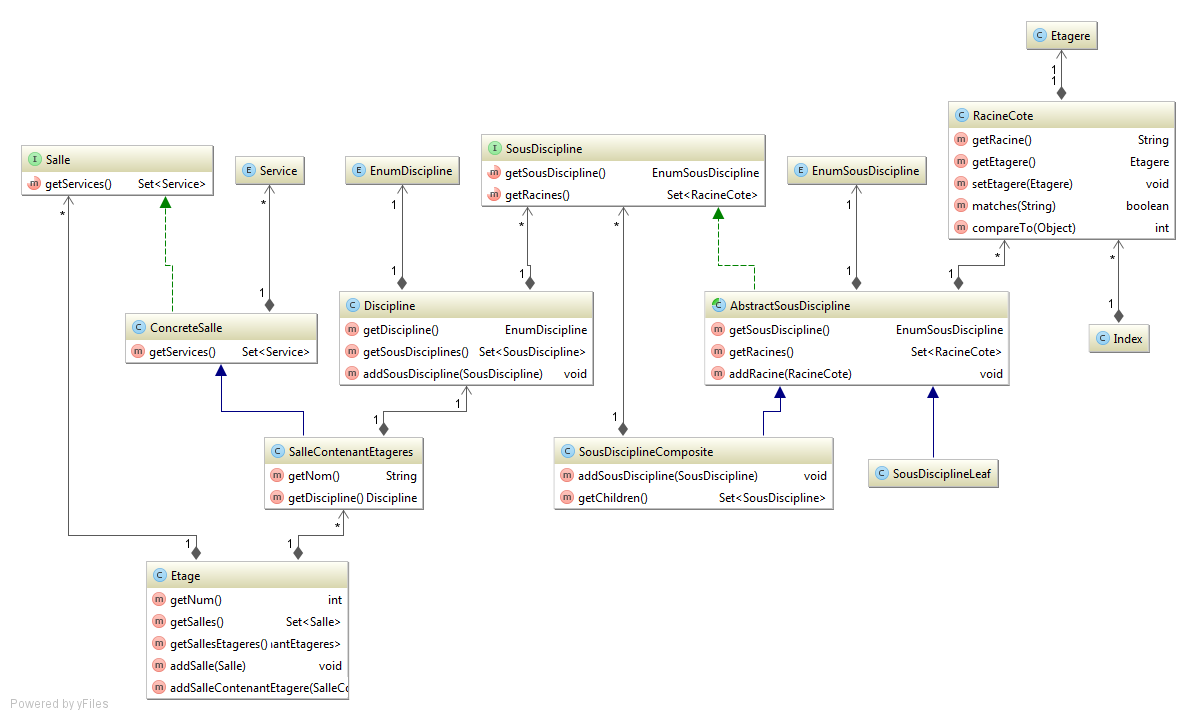 Etagere
1
1
RacineCote
getRacine() String
getEtagere() Etagere
setEtagere(Etagere) void
matches(String) boolean
compareTo(Object) int
Salle
getServices() Set<Service>
Service
EnumDiscipline
SousDiscipline
getSousDiscipline() EnumSousDiscipline
getRacines() Set<RacineCote>
EnumSousDiscipline
*
*
1
*
*
1
*
*
1
1
1
1
1
1
ConcreteSalle
getServices() Set<Service>
Discipline
getDiscipline() EnumDiscipline
getSousDisciplines() Set<SousDiscipline>
addSousDiscipline(SousDiscipline) void
AbstractSousDiscipline
getSousDiscipline() EnumSousDiscipline
getRacines() Set<RacineCote>
addRacine(RacineCote) void
Index
1
1
1
SalleContenantEtageres
getNom() String
getDiscipline() Discipline
SousDisciplineComposite
addSousDiscipline(SousDiscipline) void
getChildren() Set<SousDiscipline>
SousDisciplineLeaf
*
1
1
Etage
getNum() int
getSalles() Set<Salle>
getSallesEtageres() antEtageres>
addSalle(Salle) void
addSalleContenantEtagere(SalleCo
Powered by yFiles